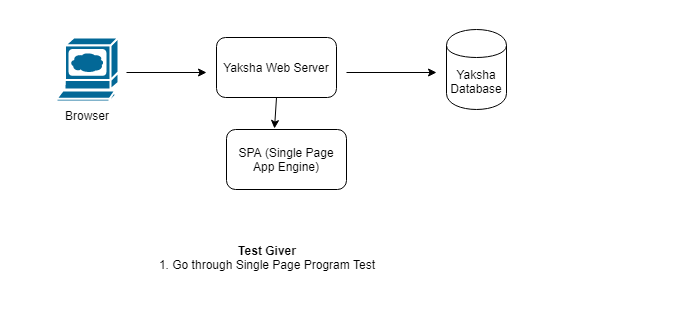 Browser
Yaksha Web Server
Yaksha
Database
SPA (Single Page
App Engine)
Test Giver
1. Go through Single Page Program Test